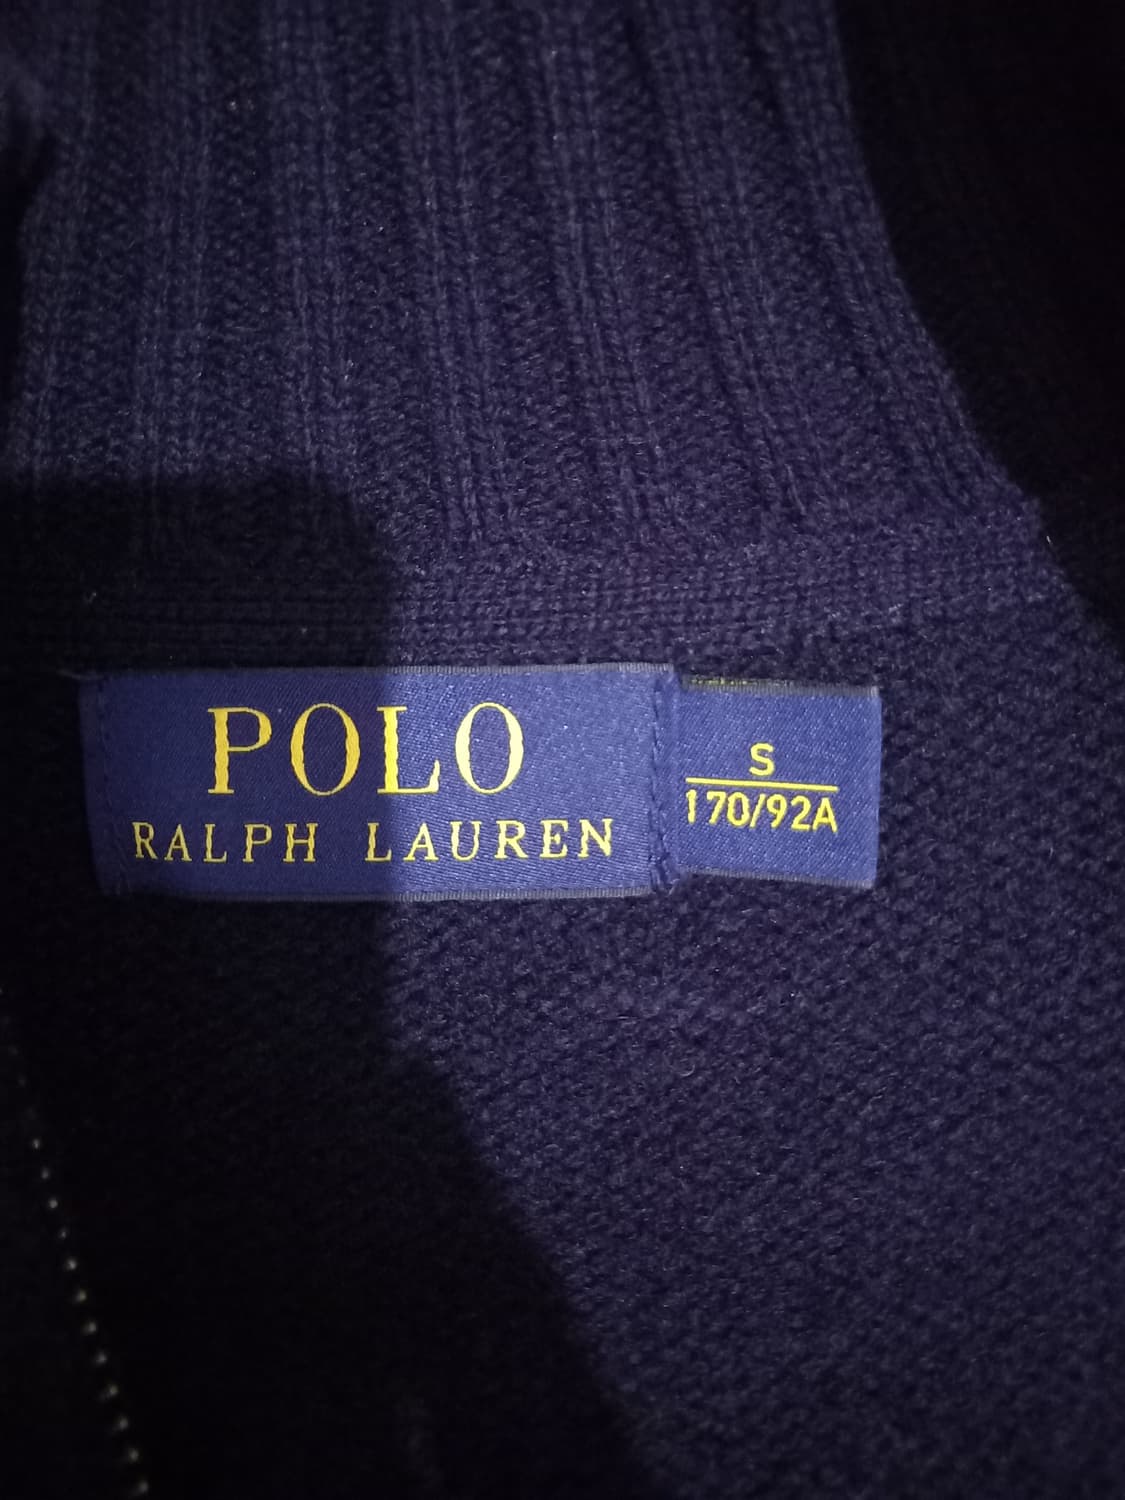 POLO
RALPH LAUREN
S
170/92A